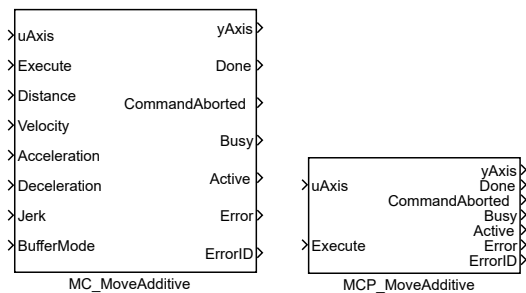 uAxis
Execute
Distance
Velocity
Acceleration
Deceleration
Jerk
BufferMode
yAxis
Done
CommandAborted
Busy
Active
Error
ErrorID
MC_MoveAdditive
uAxis
Execute
yAxis
Done
CommandAborted
Busy
Active
Error
ErrorID
MCP_MoveAdditive